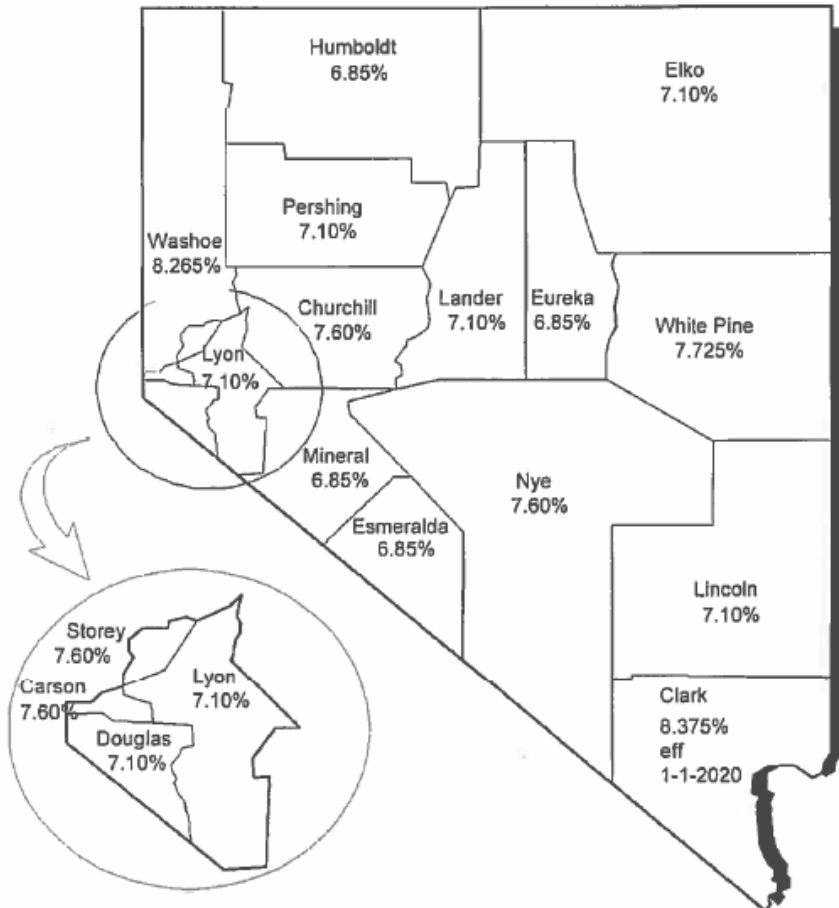 Humboldt
6.85%
Elko
7.10%
Pershing
7.10%
Washoe
8.265%
Churchill
7.60%
Lander
7.10%
Eureka
6.85%
White Pine
7.725%
Lyon
7.10%
Mineral
6.85%
Nye
7.60%
Esmeralda
6.85%
Lincoln
7.10%
Storey
7.60%
Carson
7.60%
Lyon
7.10%
Douglas
7.10%
Clark
8.375%
eff
1-1-2020